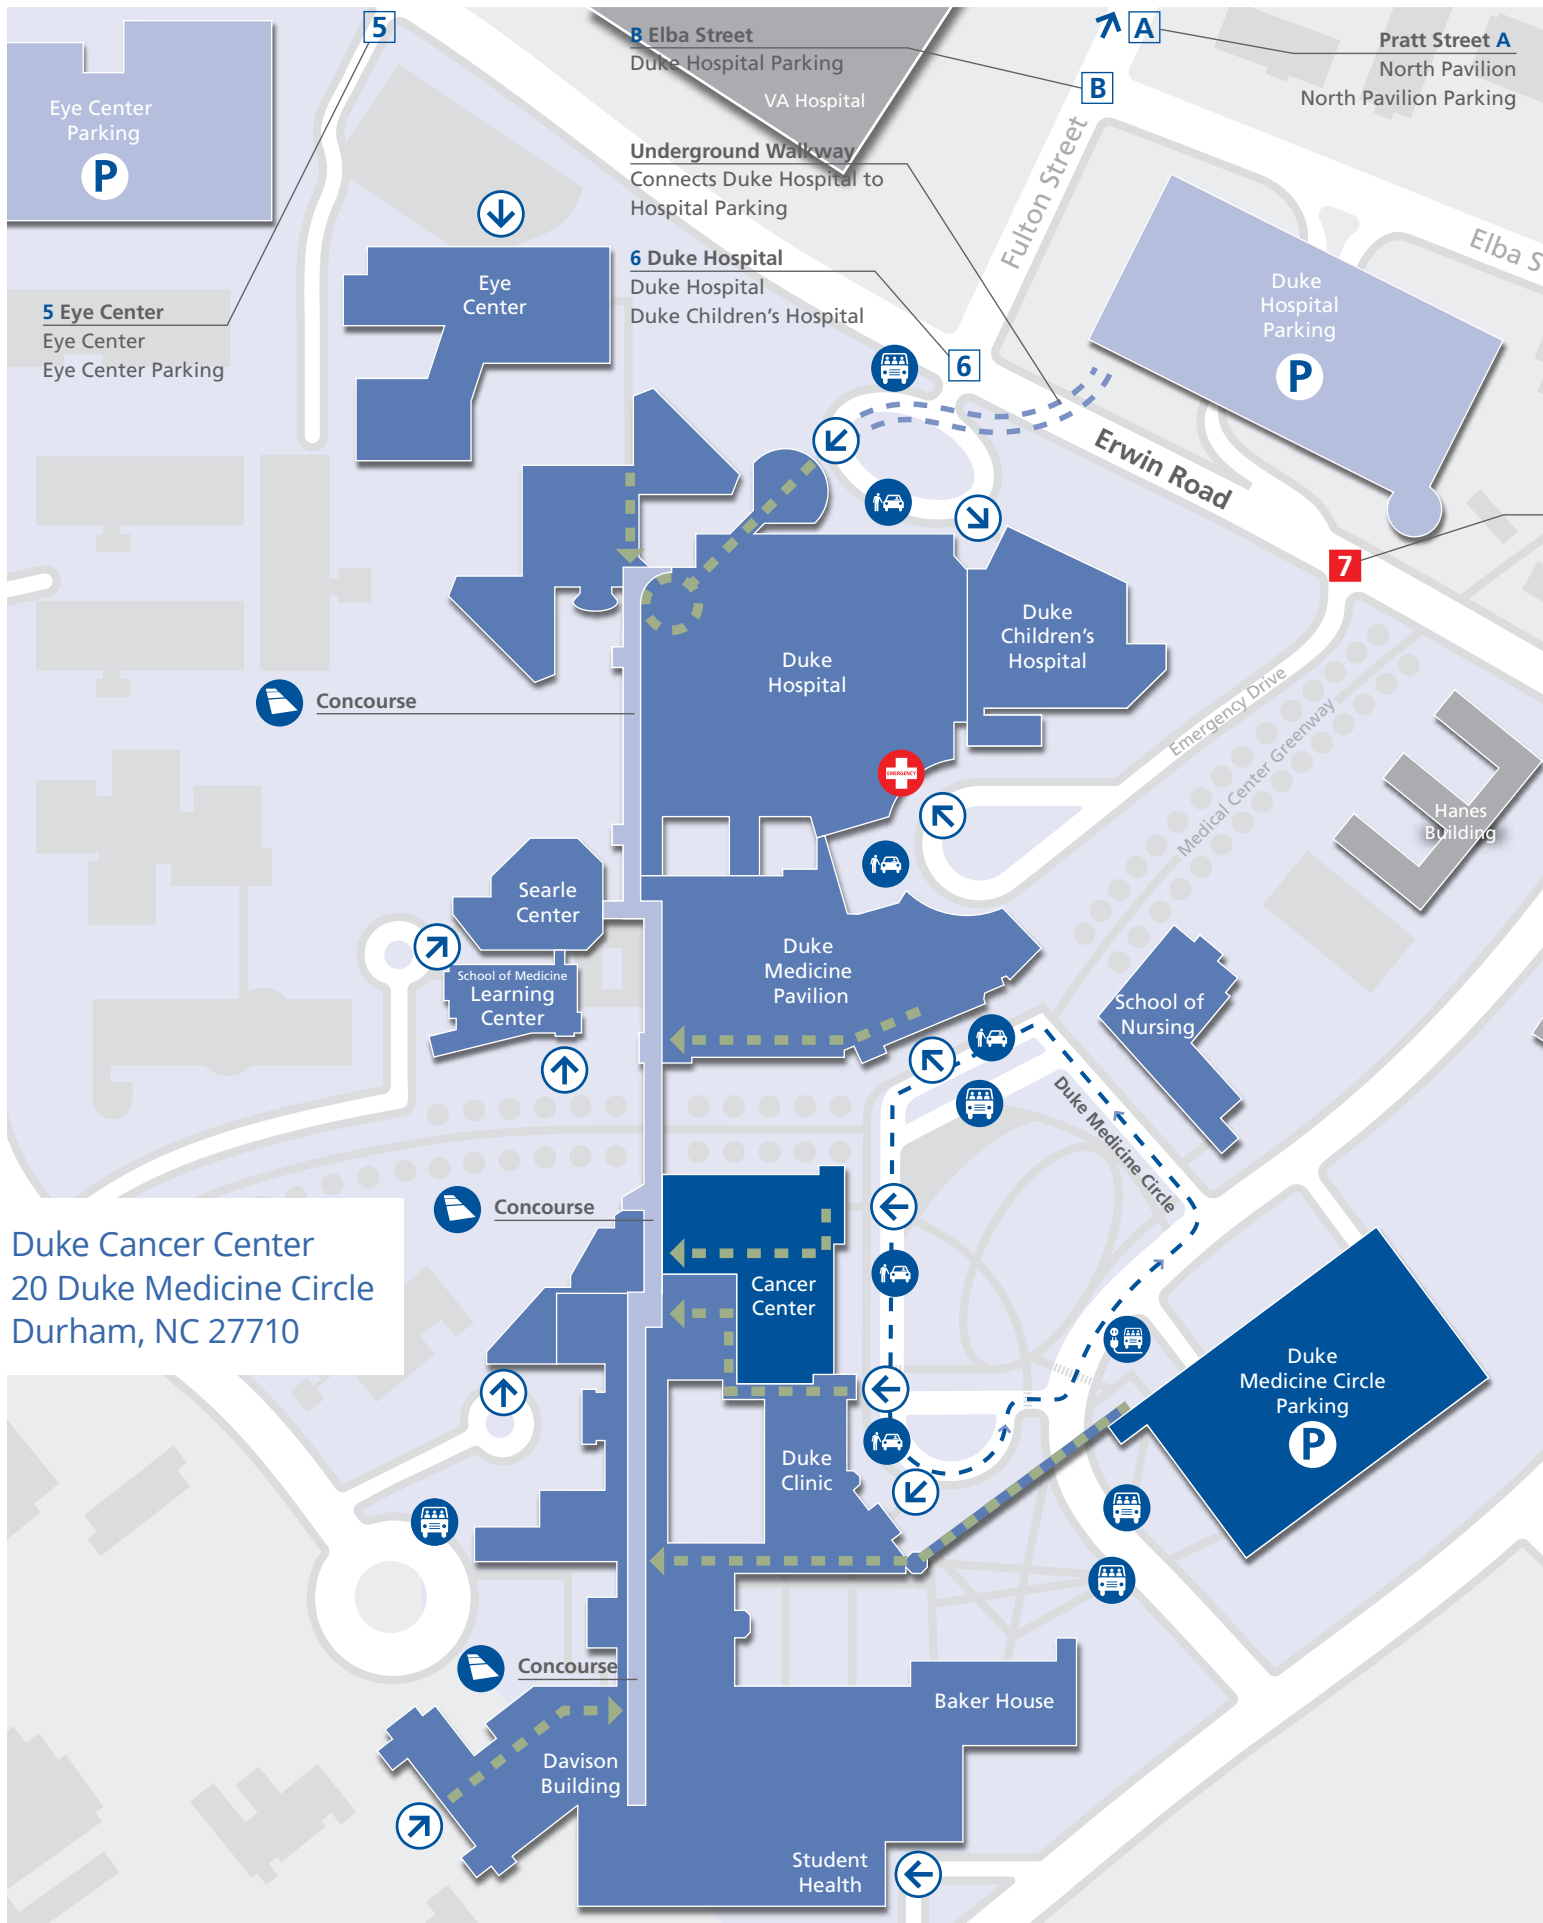 5
B Elba Street
Duke Hospital Parking
VA Hospital
A
Pratt Street A
North Pavilion
North Pavilion Parking
B
Eye Center
Parking
P
Underground Walkway
Connects Duke Hospital to
Hospital Parking
Fulton Street
Elba S
6 Duke Hospital
Duke Hospital
Duke Children's Hospital
Eye
Center
5 Eye Center
Eye Center
Eye Center Parking
Duke
Hospital
Parking
P
6
Erwin Road
7
Duke
Children's
Hospital
Duke
Hospital
Concourse
Emergency Drive
Medical Center Greenway
EMERGENCY
Hanes
Building
Searle
Center
School of Medicine
Learning
Center
Duke
Medicine
Pavilion
School of
Nursing
Duke Medicine Circle
Concourse
Duke Cancer Center
20 Duke Medicine Circle
Durham, NC 27710
Cancer
Center
Duke
Medicine Circle
Parking
P
Duke
Clinic
Concourse
Baker House
Davison
Building
Student
Health